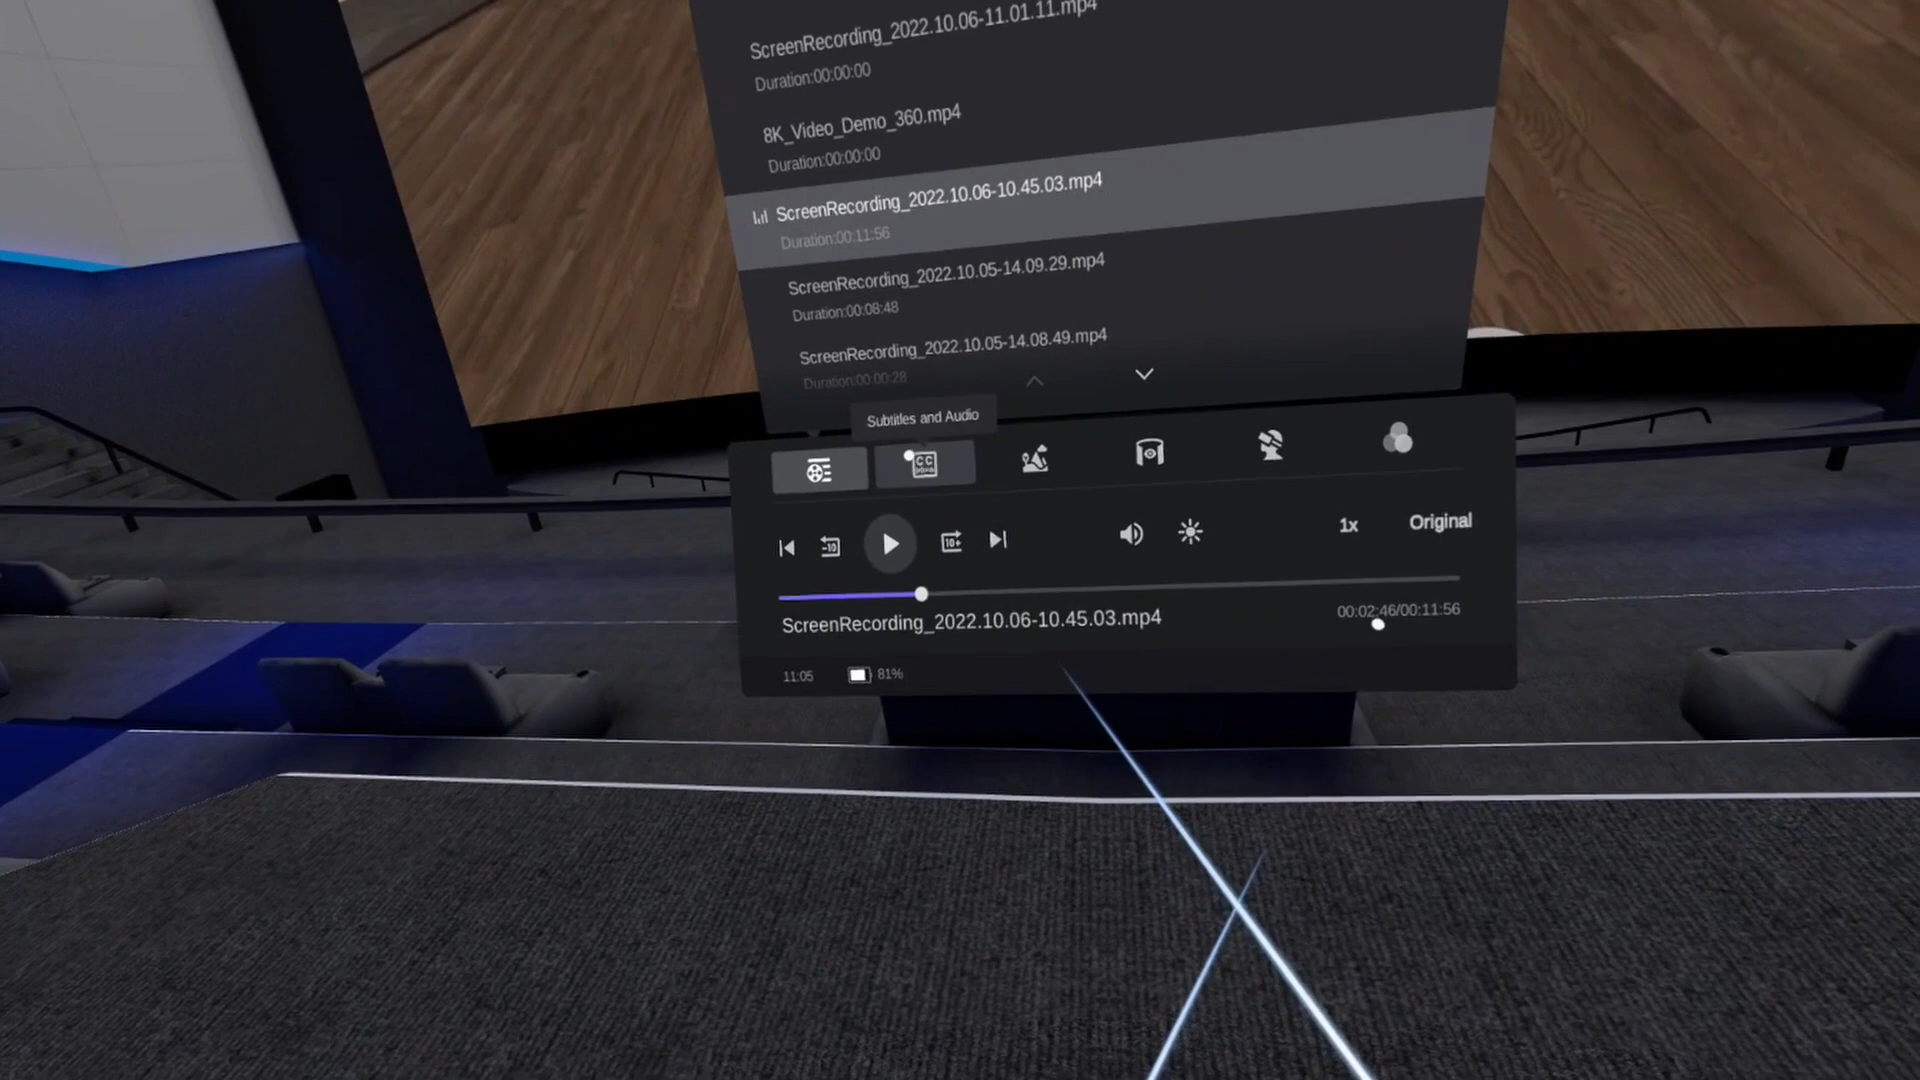 ScreenRecording_2022.10.06-11.01.11.mp4
Duration:00:00:00
8K_Video_Demo_360.mp4
Duration:00:00:00
ScreenRecording_2022.10.06-10.45.03.mp4
Duration:00:11:56
ScreenRecording_2022.10.05-14.09.29.mp4
Duration:00:08:48
ScreenRecording_2022.10.05-14.08.49.mp4
Duration:00:00:28
Subtitles and Audio
CC
-10
10+
1x
Original
ScreenRecording_2022.10.06-10.45.03.mp4
00:02:46/00:11:56
11:05
81%